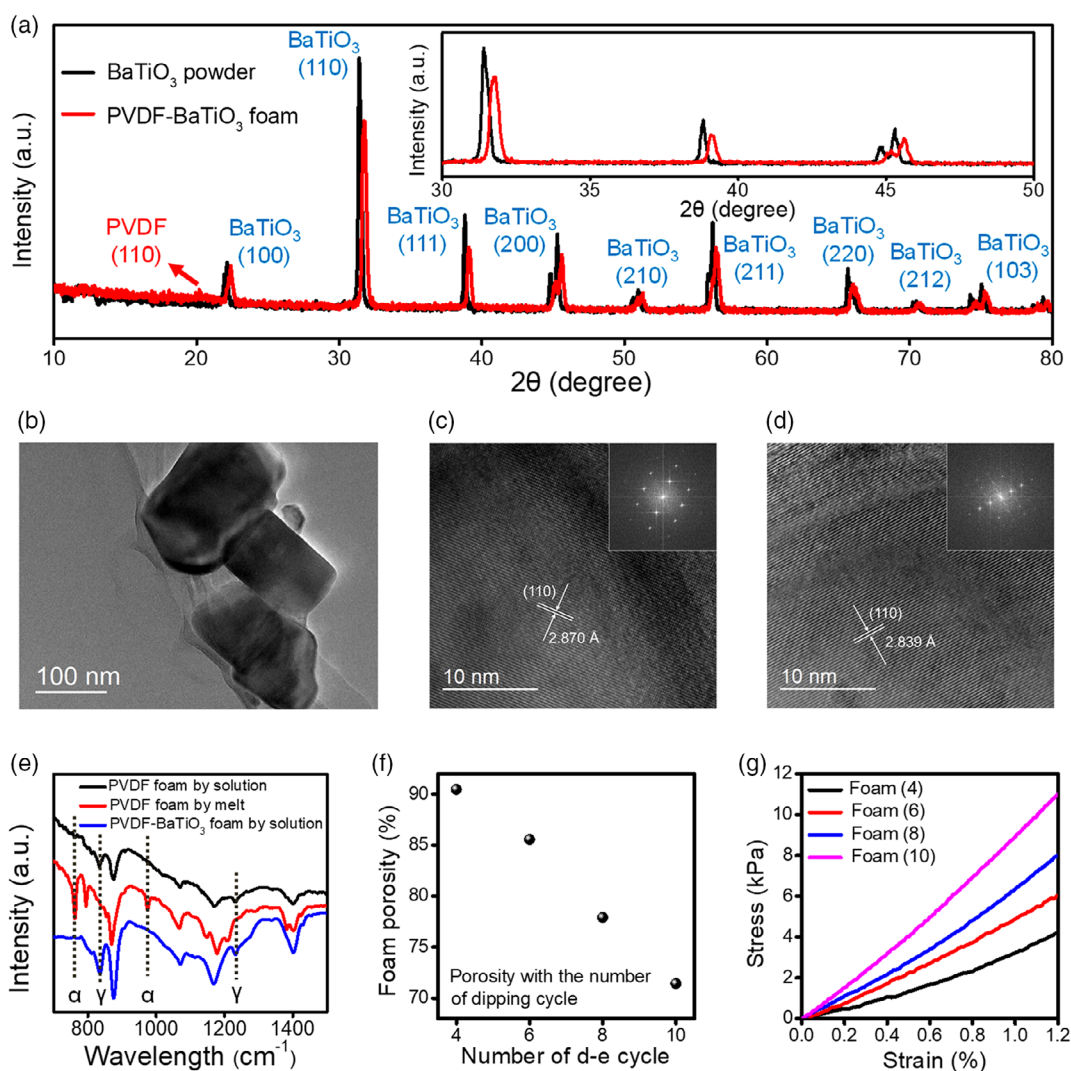 (a)
BaTiO3 powder
PVDF-BaTiO3 foam
BaTiO3
(110)
Intensity (a.u.)
30 35 40 45 50
2θ (degree)
PVDF
(110)
BaTiO3
(100)
BaTiO3
(111)
BaTiO3
(200)
BaTiO3
(210)
BaTiO3
(211)
BaTiO3
(220)
BaTiO3
(212)
BaTiO3
(103)
Intensity (a.u.)
10 20 30 40 50 60 70 80
2θ (degree)
(b)
100 nm
(c)
(110)
2.870 Å
10 nm
(d)
(110)
2.839 Å
10 nm
(e)
PVDF foam by solution
PVDF foam by melt
PVDF-BaTiO3 foam by solution
Intensity (a.u.)
α γ α γ
800 1000 1200 1400
Wavelength (cm-1)
(f)
Foam porosity (%)
90
85
80
75
70
Porosity with the number
of dipping cycle
4 6 8 10
Number of d-e cycle
(g)
Stress (kPa)
12
10
8
6
4
2
0
Foam (4)
Foam (6)
Foam (8)
Foam (10)
0.0 0.2 0.4 0.6 0.8 1.0 1.2
Strain (%)